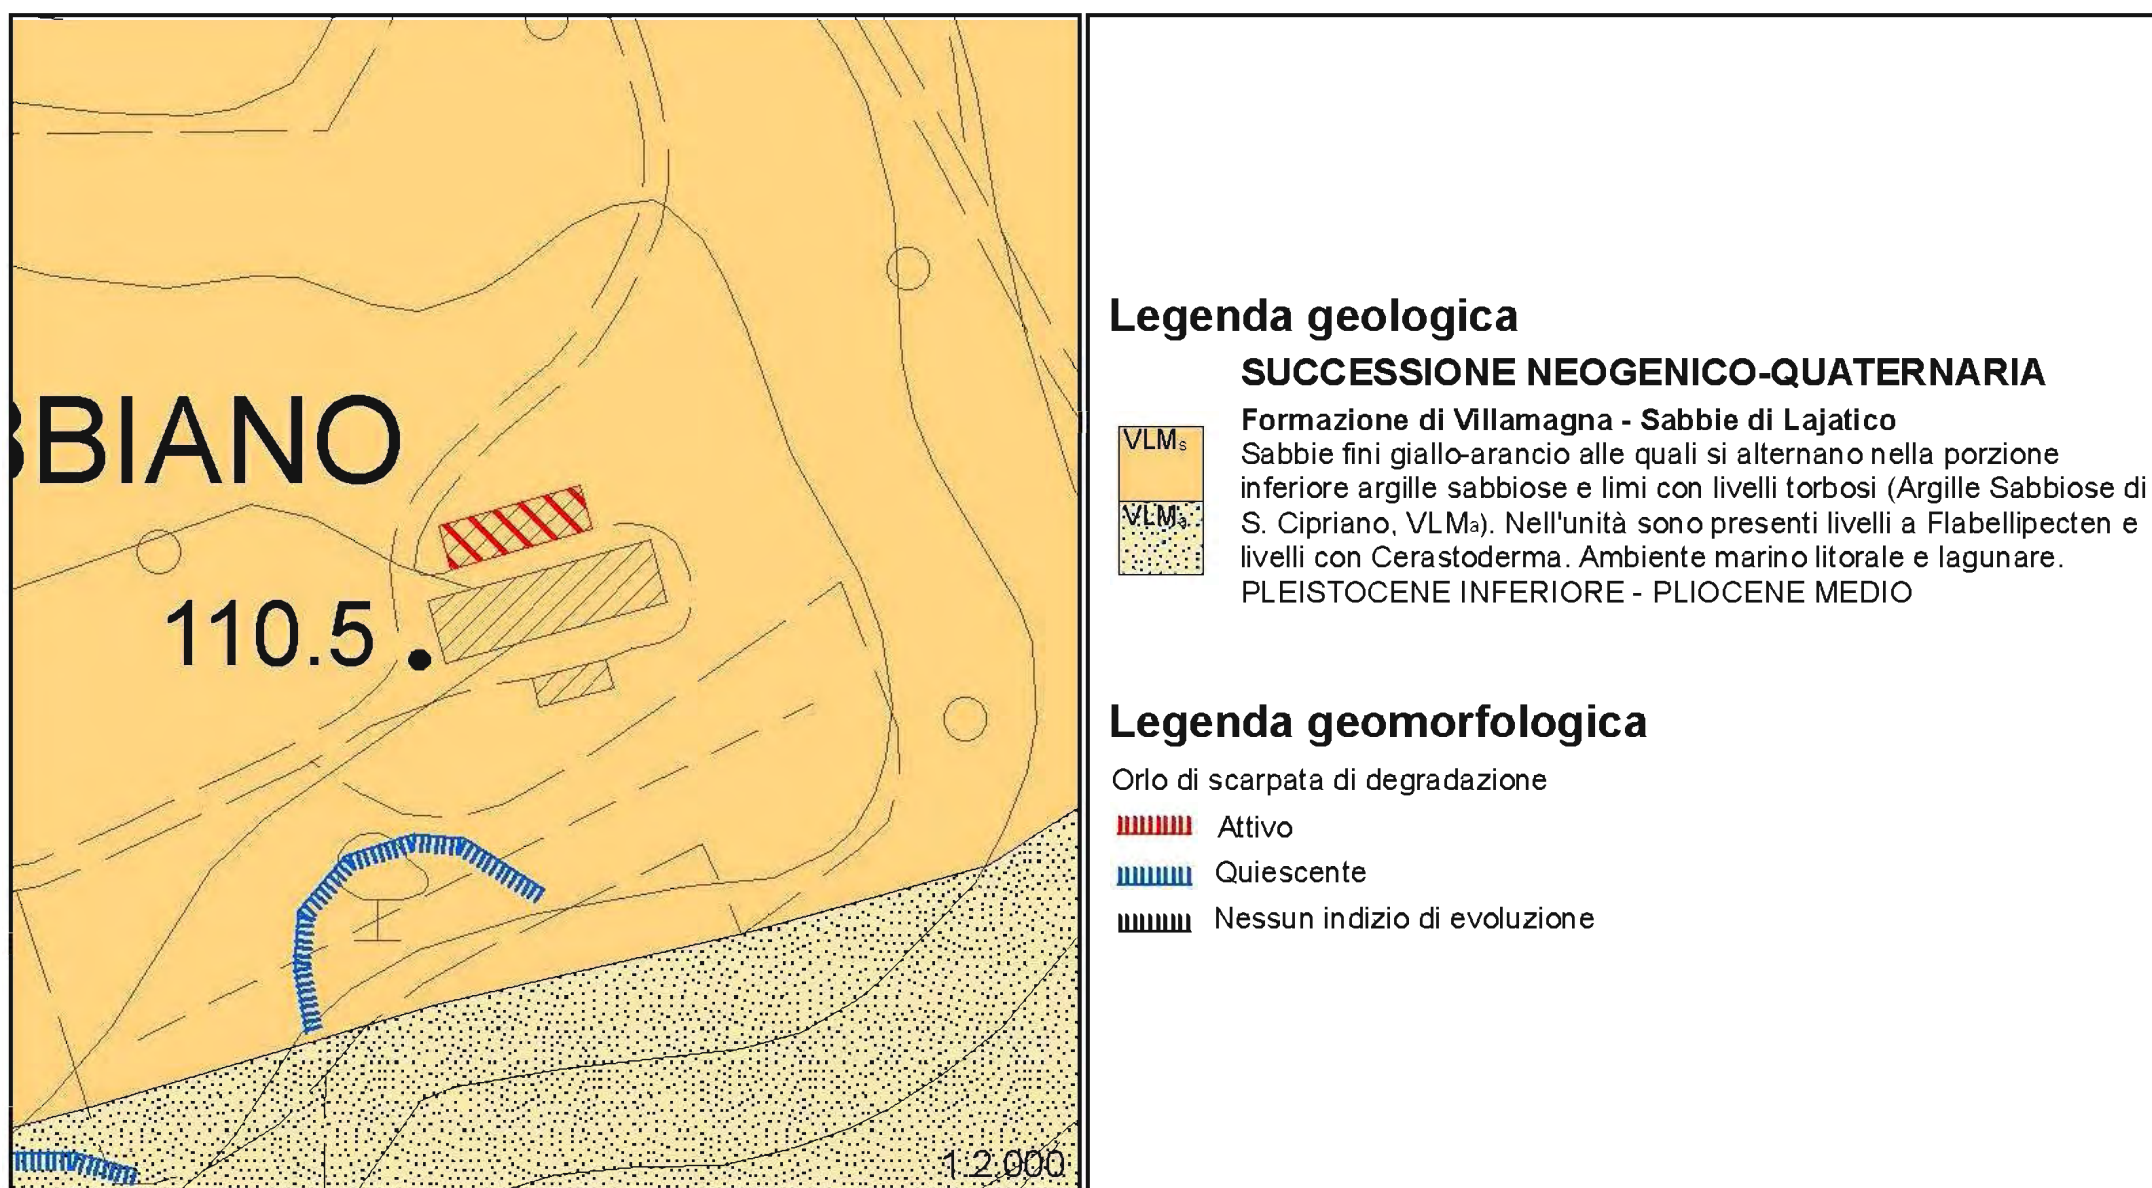 BBIANO
110.5
1:2.000
Legenda geologica
SUCCESSIONE NEOGENICO-QUATERNARIA
Formazione di Villamagna - Sabbie di Lajatico
VLMs
Sabbie fini giallo-arancio alle quali si alternano nella porzione
inferiore argille sabbiose e limi con livelli torbosi (Argille Sabbiose di
VLMa
S. Cipriano, VLMa). Nell'unità sono presenti livelli a Flabellipecten e
livelli con Cerastoderma. Ambiente marino litorale e lagunare.
PLEISTOCENE INFERIORE - PLIOCENE MEDIO
Legenda geomorfologica
Orlo di scarpata di degradazione
Attivo
Quiescente
Nessun indizio di evoluzione